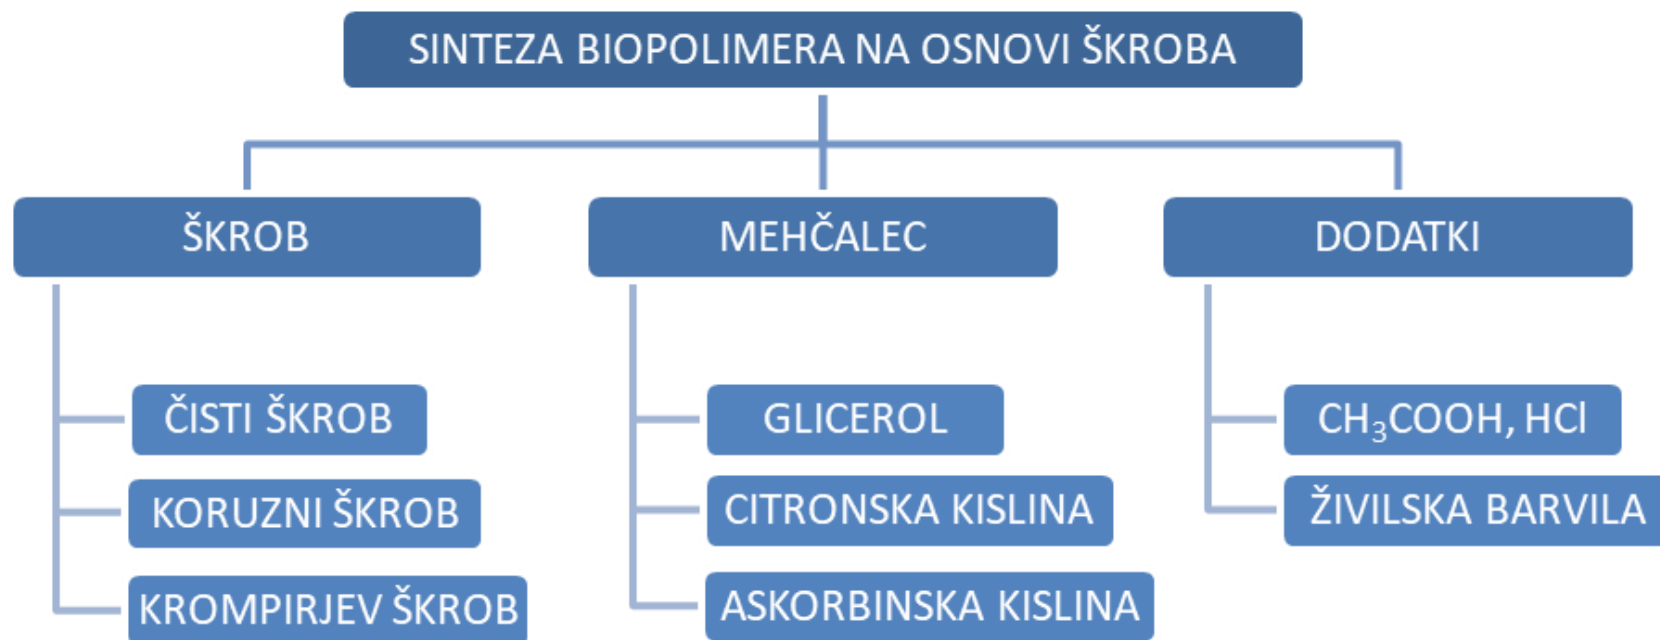 SINTEZA BIOPOLIMERA NA OSNOVI ŠKROBA
ŠKROB
ČISTI ŠKROB
KORUZNI ŠKROB
KROMPIRJEV ŠKROB
MEHČALEC
GLICEROL
CITRONSKA KISLINA
ASKORBINSKA KISLINA
DODATKI
CH₃COOH, HCl
ŽIVILSKA BARVILA